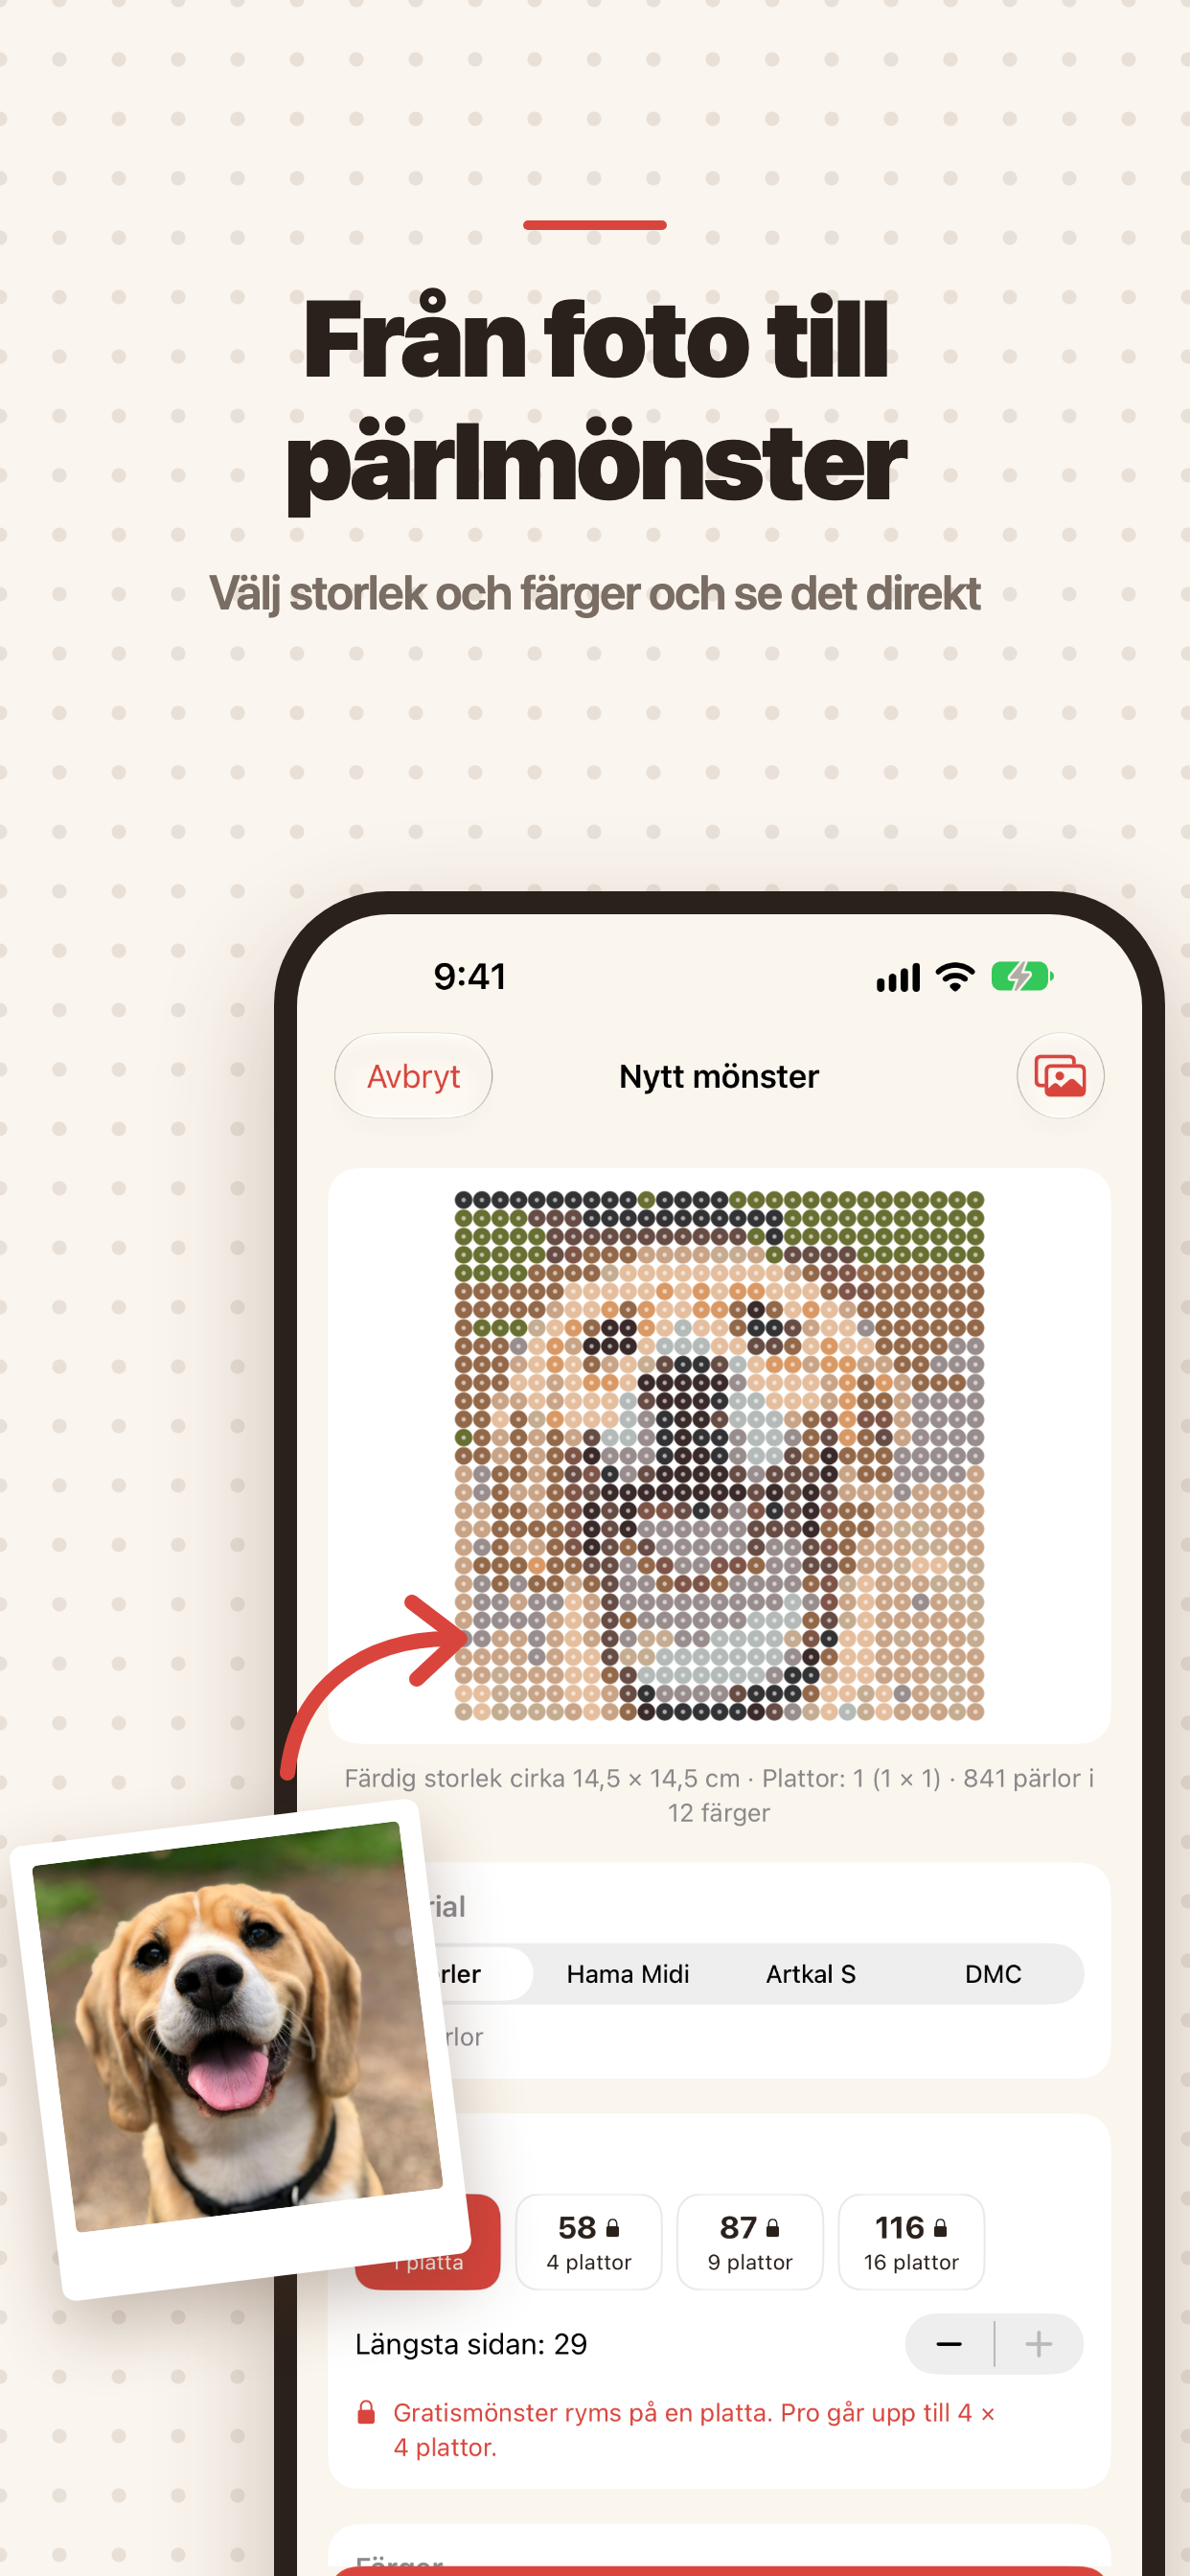 Från foto till
pärlmönster
Välj storlek och färger och se det direkt
9:41
Avbryt
Nytt mönster
Färdig storlek cirka 14,5 × 14,5 cm · Plattor: 1 (1 × 1) · 841 pärlor i
12 färger
Hama Midi
Artkal S
DMC
58
4 plattor
87
9 plattor
116
16 plattor
1 platta
Längsta sidan: 29
Gratismönster ryms på en platta. Pro går upp till 4 ×
4 plattor.